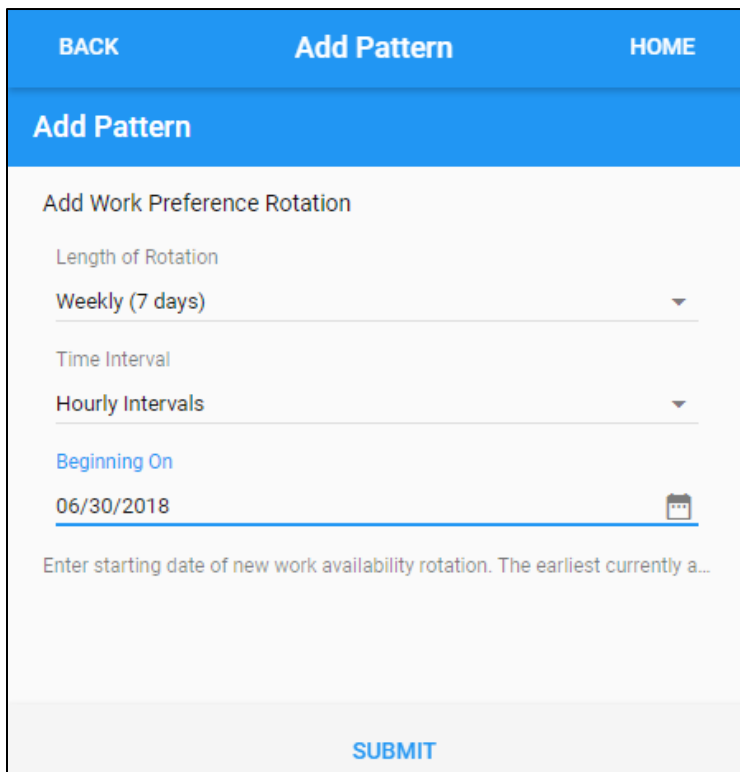 BACK Add Pattern HOME
Add Pattern
Add Work Preference Rotation
Length of Rotation
Weekly (7 days)
Time Interval
Hourly Intervals
Beginning On
06/30/2018
Enter starting date of new work availability rotation. The earliest currently a...
SUBMIT